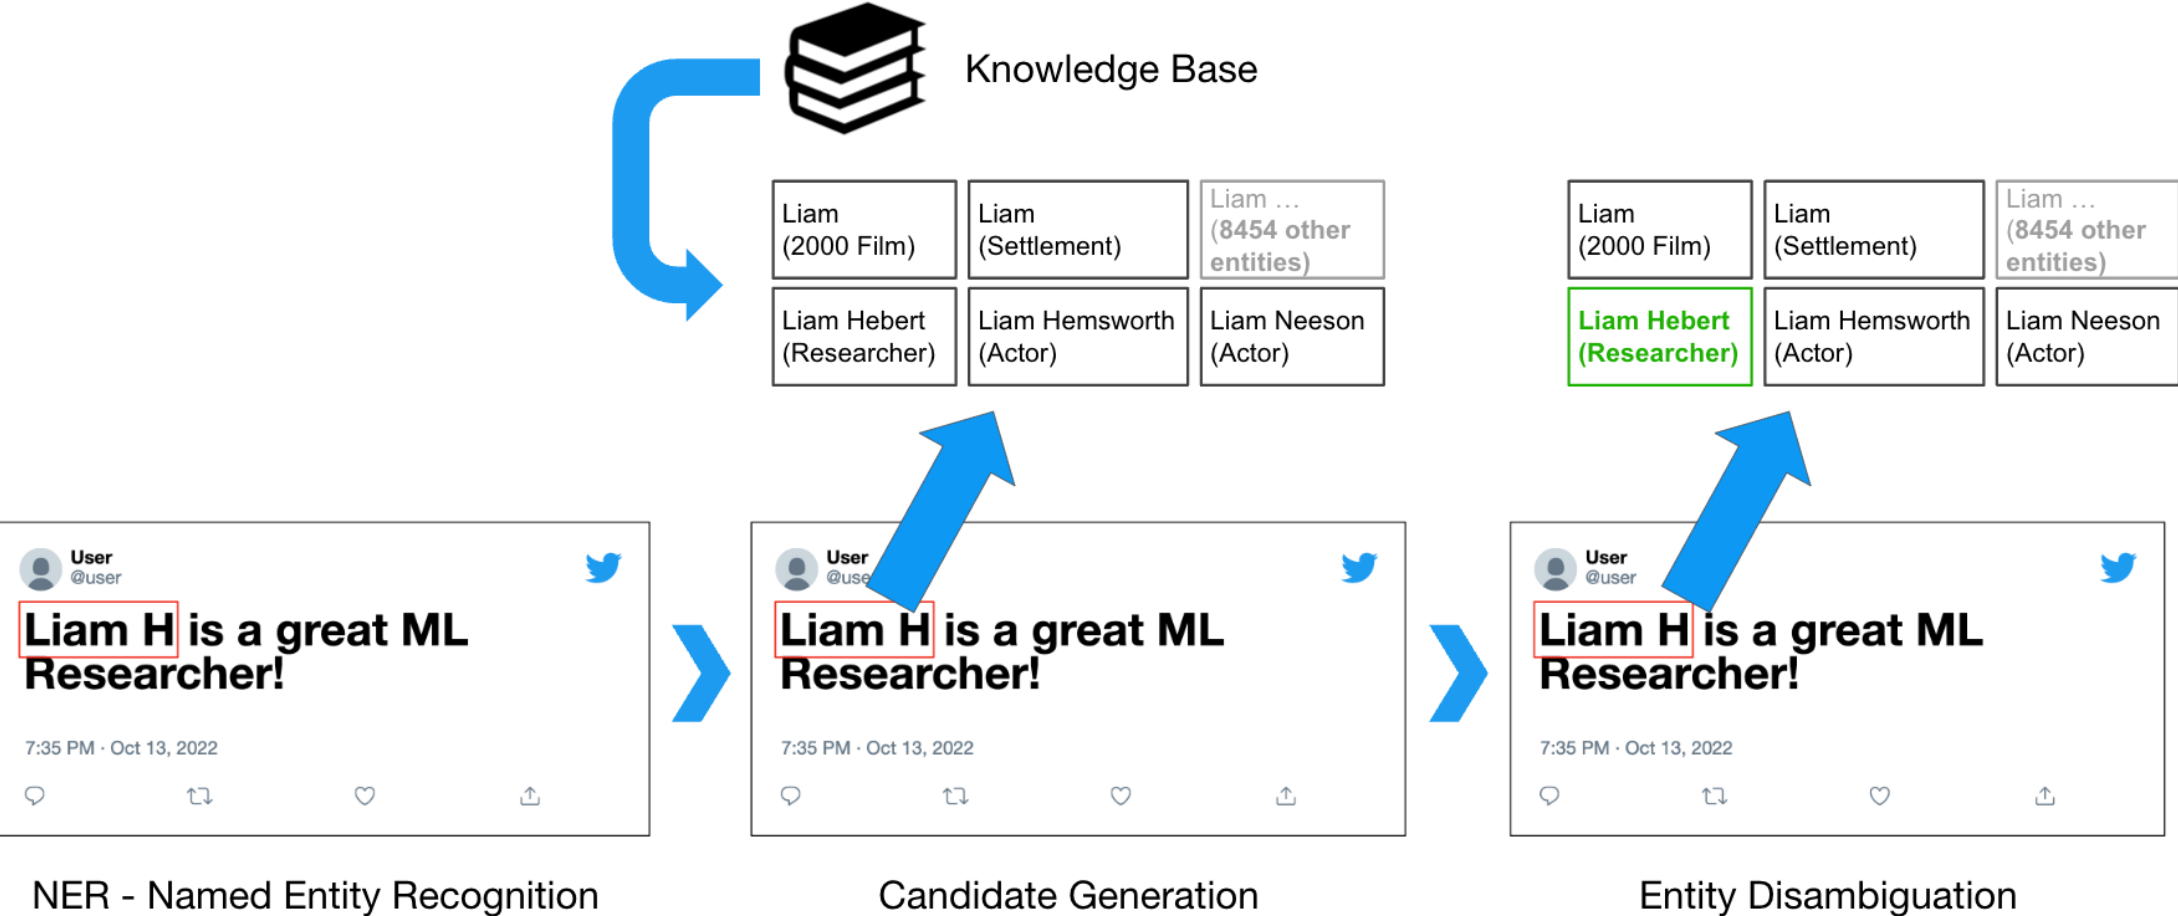 Knowledge Base
Liam
(2000 Film)
Liam
(Settlement)
Liam …
(8454 other
entities)
Liam Hebert
(Researcher)
Liam Hemsworth
(Actor)
Liam Neeson
(Actor)
Liam
(2000 Film)
Liam
(Settlement)
Liam …
(8454 other
entities)
Liam Hebert
(Researcher)
Liam Hemsworth
(Actor)
Liam Neeson
(Actor)
User
@user
Liam H is a great ML
Researcher!
7:35 PM · Oct 13, 2022
NER - Named Entity Recognition
User
@use
Liam H is a great ML
Researcher!
7:35 PM · Oct 13, 2022
Candidate Generation
User
@user
Liam H is a great ML
Researcher!
7:35 PM · Oct 13, 2022
Entity Disambiguation